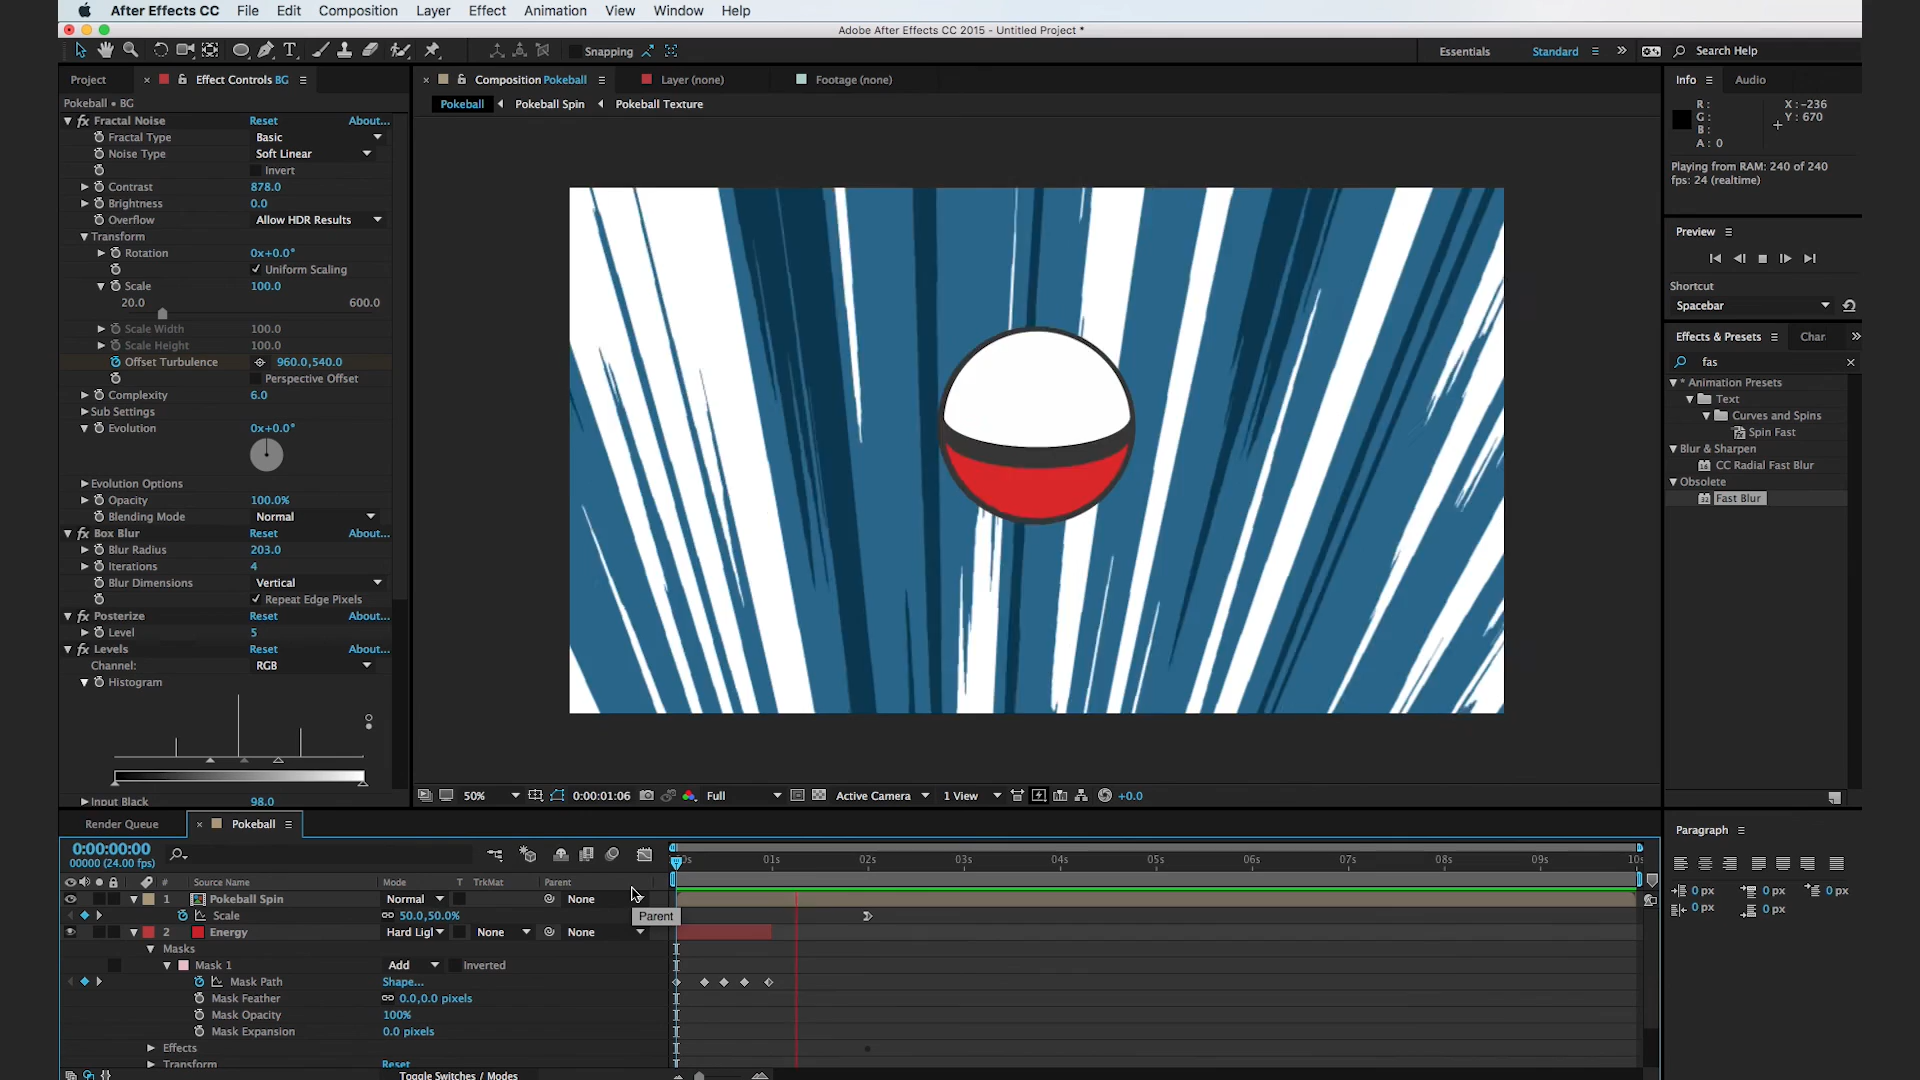 After Effects CC File Edit Composition Layer Effect Animation View Window Help
Adobe After Effects CC 2015 - Untitled Project *
Snapping Essentials Standard Search Help
Project Effect Controls BG
Composition Pokeball Layer (none) Footage (none)
Info Audio
Pokeball • BG
Pokeball Pokeball Spin Pokeball Texture
R: X: -236
G: Y: 670
B:
A: 0
Playing from RAM: 240 of 240
fps: 24 (realtime)
fx Fractal Noise Reset About...
Fractal Type Basic
Noise Type Soft Linear
Invert
Contrast 878.0
Brightness 0.0
Overflow Allow HDR Results
Transform
Rotation 0x+0.0°
Uniform Scaling
Scale 100.0
20.0 600.0
Scale Width 100.0
Scale Height 100.0
Offset Turbulence 960.0,540.0
Perspective Offset
Complexity 6.0
Sub Settings
Evolution 0x+0.0°
Evolution Options
Opacity 100.0%
Blending Mode Normal
fx Box Blur Reset About...
Blur Radius 203.0
Iterations 4
Blur Dimensions Vertical
Repeat Edge Pixels
fx Posterize Reset About...
Level 5
fx Levels Reset About...
Channel: RGB
Histogram
Input Black 98.0
Preview
Shortcut
Spacebar
Effects & Presets Char
fas
* Animation Presets
Text
Curves and Spins
Spin Fast
Blur & Sharpen
CC Radial Fast Blur
Obsolete
Fast Blur
50% 0:00:01:06 Full Active Camera 1 View +0.0
Render Queue Pokeball
Paragraph
0 px 0 px 0 px
0 px 0 px
0:00:00:00
00000 (24.00 fps)
01s 02s 03s 04s 05s 06s 07s 08s 09s 10s
# Source Name Mode T TrkMat Parent
1 Pokeball Spin Normal None
Parent
Scale 50.0,50.0%
2 Energy Hard Ligl None None
Masks
Mask 1 Add Inverted
Mask Path Shape...
Mask Feather 0.0,0.0 pixels
Mask Opacity 100%
Mask Expansion 0.0 pixels
Effects
Transform Reset
Toggle Switches / Modes